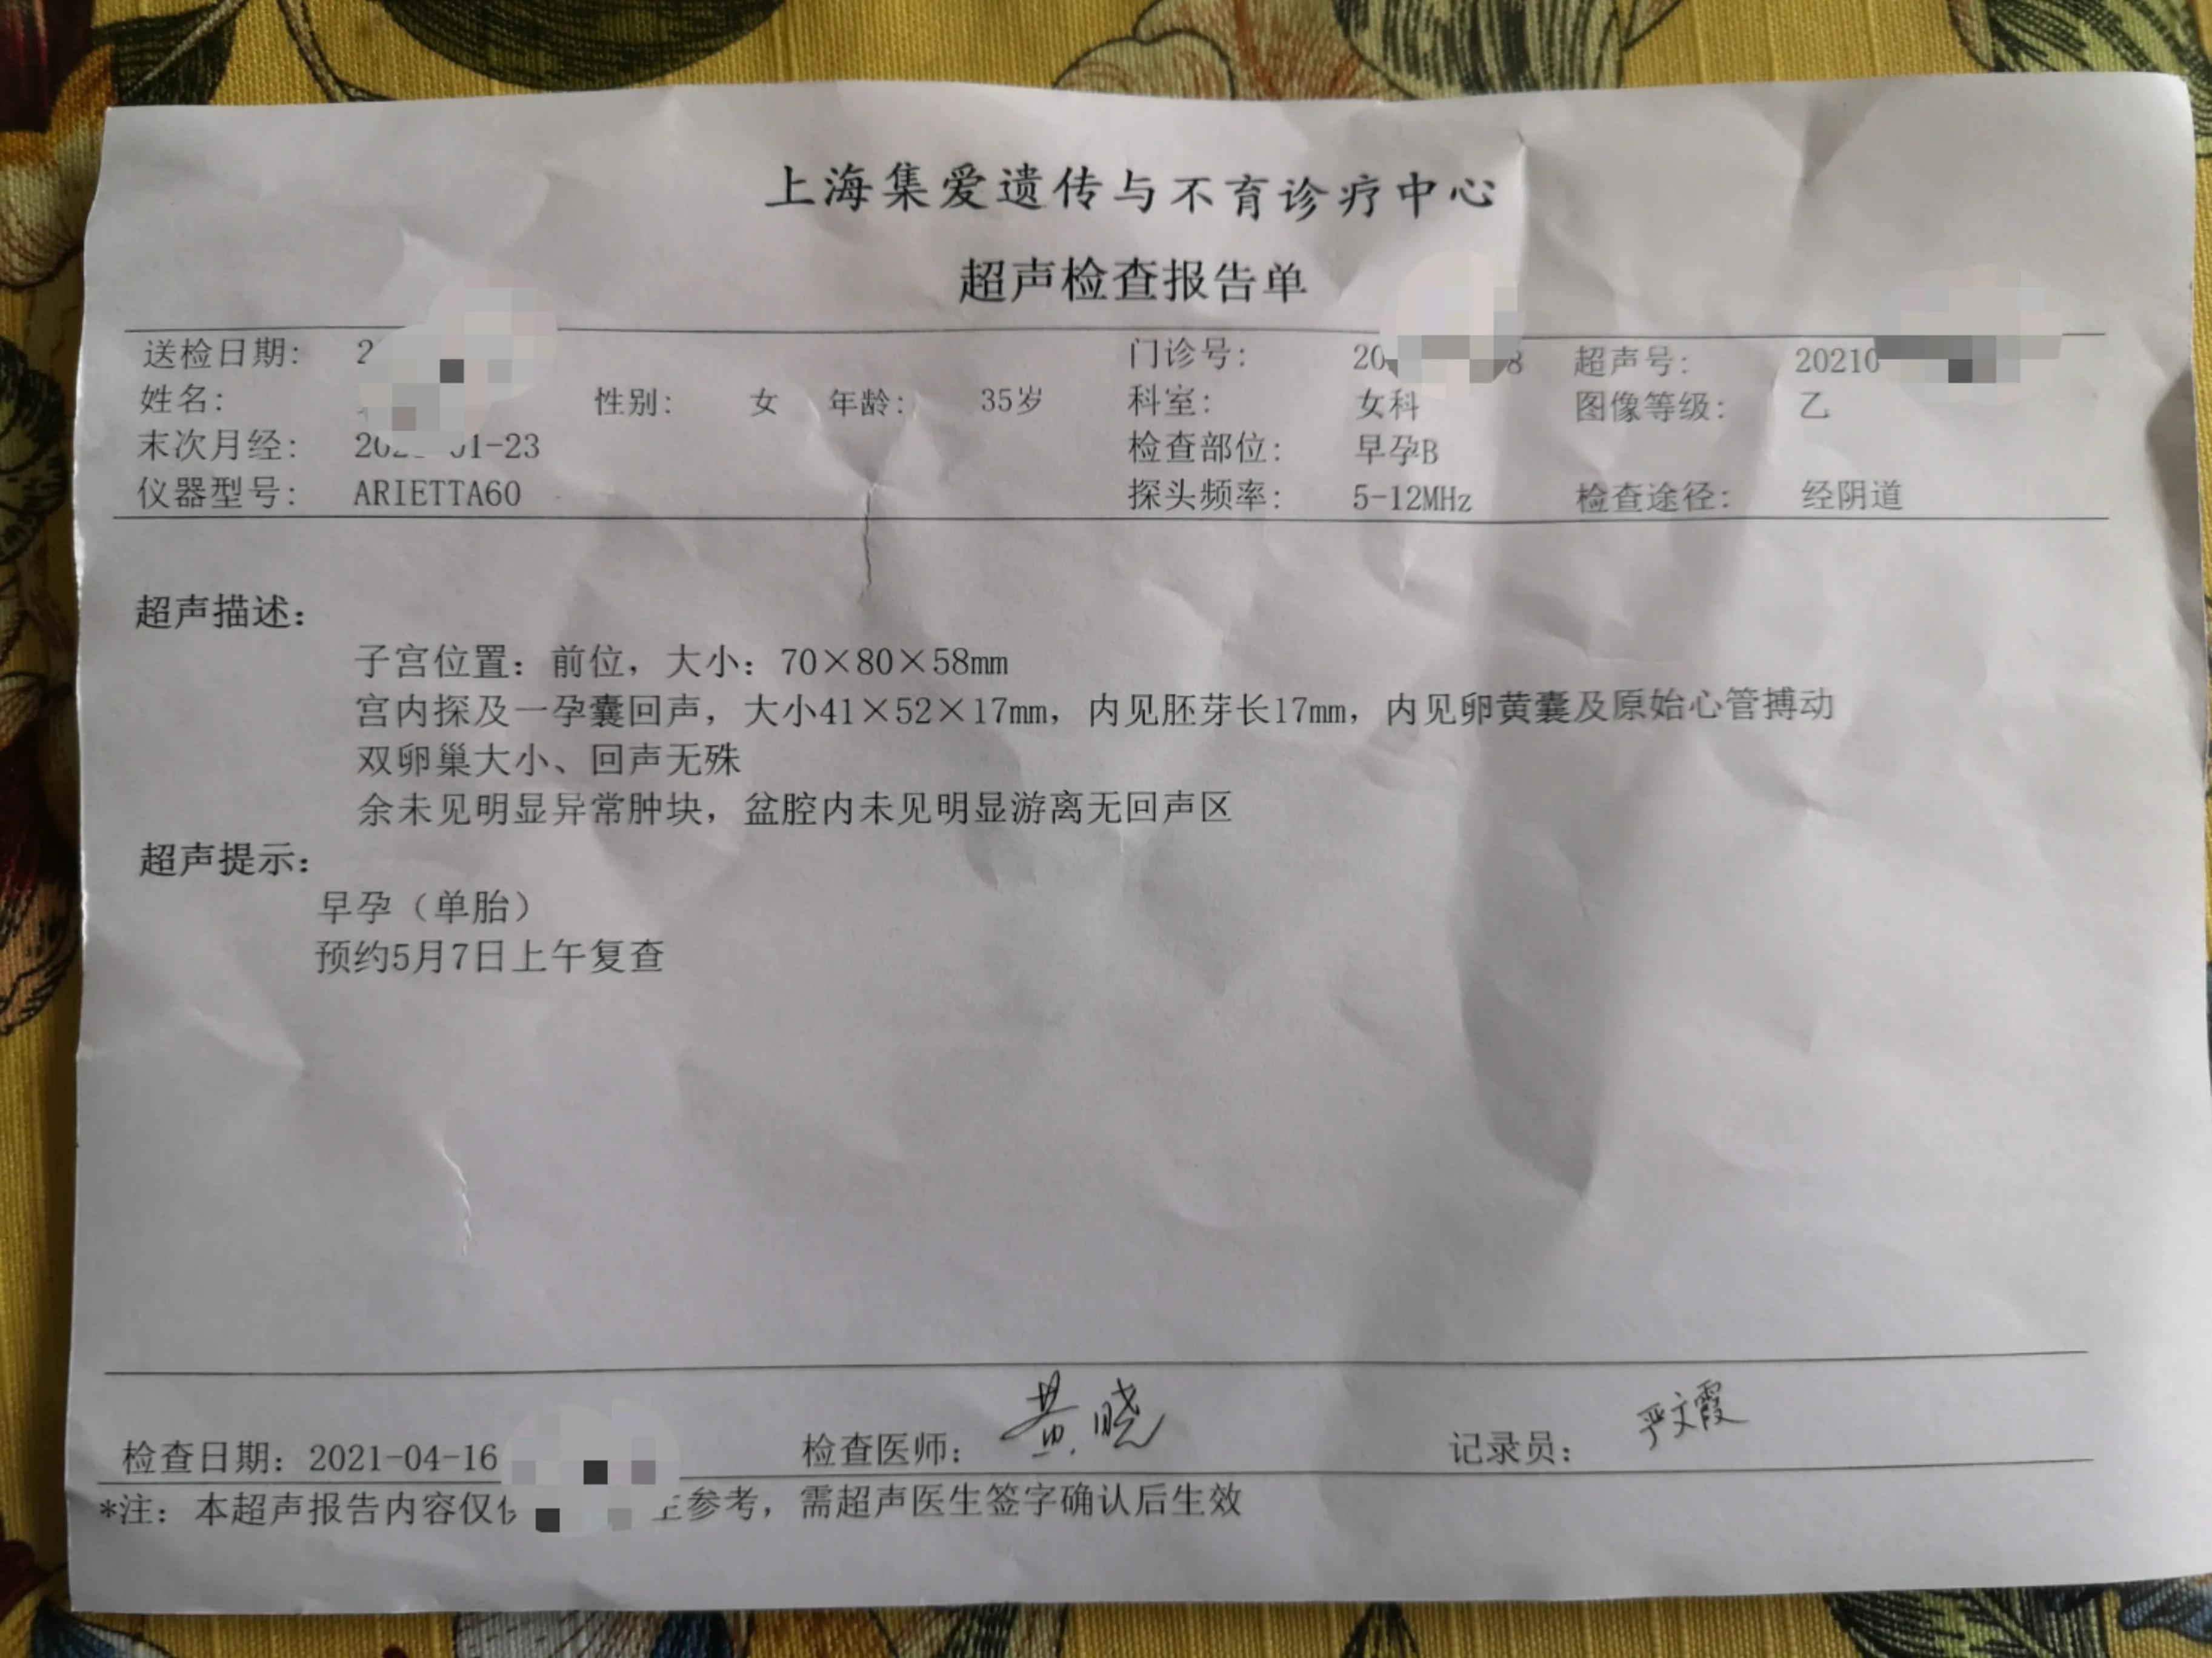 上海集爱遗传与不育诊疗中心
超声检查报告单
送检日期: 2 门诊号: 20 8 超声号: 20210
姓名: 性别: 女 年龄: 35岁 科室: 女科 图像等级: 乙
末次月经: 20 01-23 检查部位: 早孕B
仪器型号: ARIETTA60 探头频率: 5-12MHz 检查途径: 经阴道
超声描述:
子宫位置: 前位, 大小: 70×80×58mm
宫内探及一孕囊回声, 大小41×52×17mm, 内见胚芽长17mm, 内见卵黄囊及原始心管搏动
双卵巢大小、回声无殊
余未见明显异常肿块, 盆腔内未见明显游离无回声区
超声提示:
早孕（单胎）
预约5月7日上午复查
检查日期: 2021-04-16 检查医师: 黄晓 记录员: 严文霞
*注: 本超声报告内容仅 参考, 需超声医生签字确认后生效